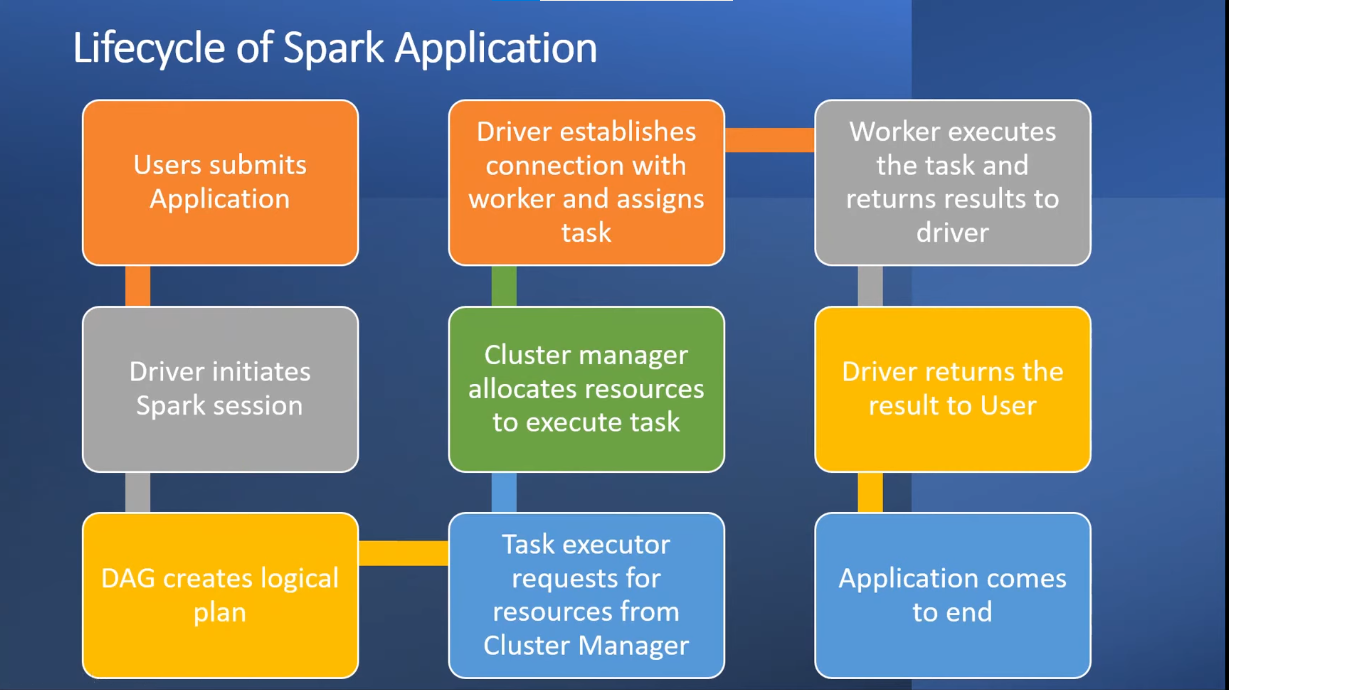 Lifecycle of Spark Application
Users submits
Application
Driver initiates
Spark session
DAG creates logical
plan
Task executor
requests for
resources from
Cluster Manager
Cluster manager
allocates resources
to execute task
Driver establishes
connection with
worker and assigns
task
Worker executes
the task and
returns results to
driver
Driver returns the
result to User
Application comes
to end